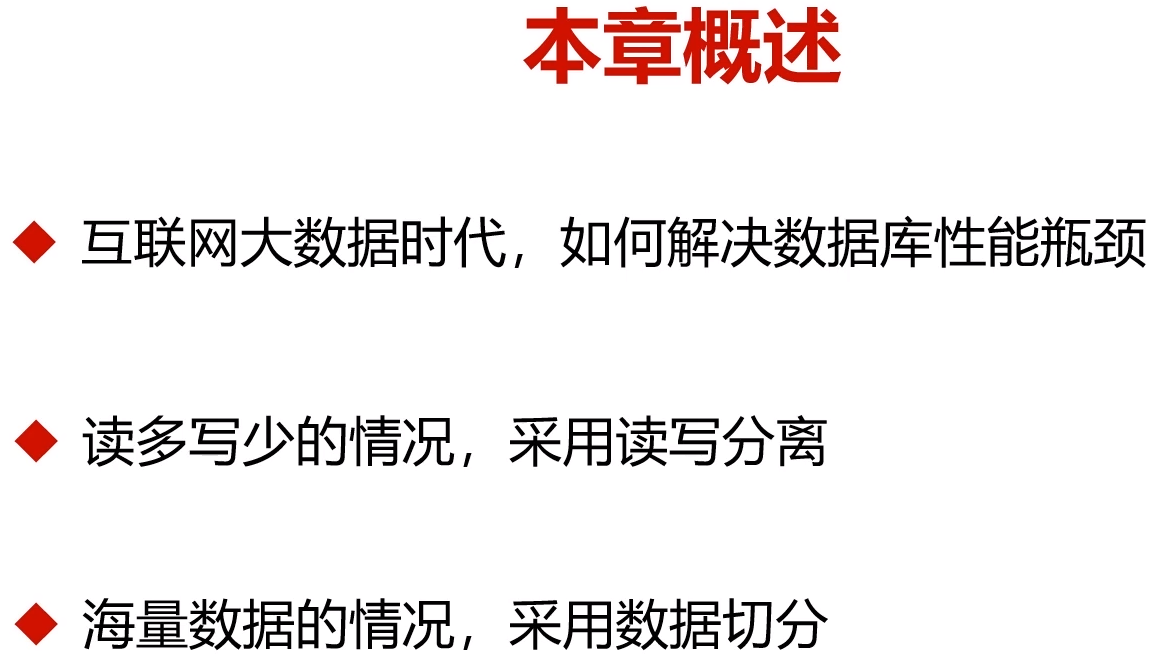 本章概述
互联网大数据时代，如何解决数据库性能瓶颈
读多写少的情况，采用读写分离
海量数据的情况，采用数据切分